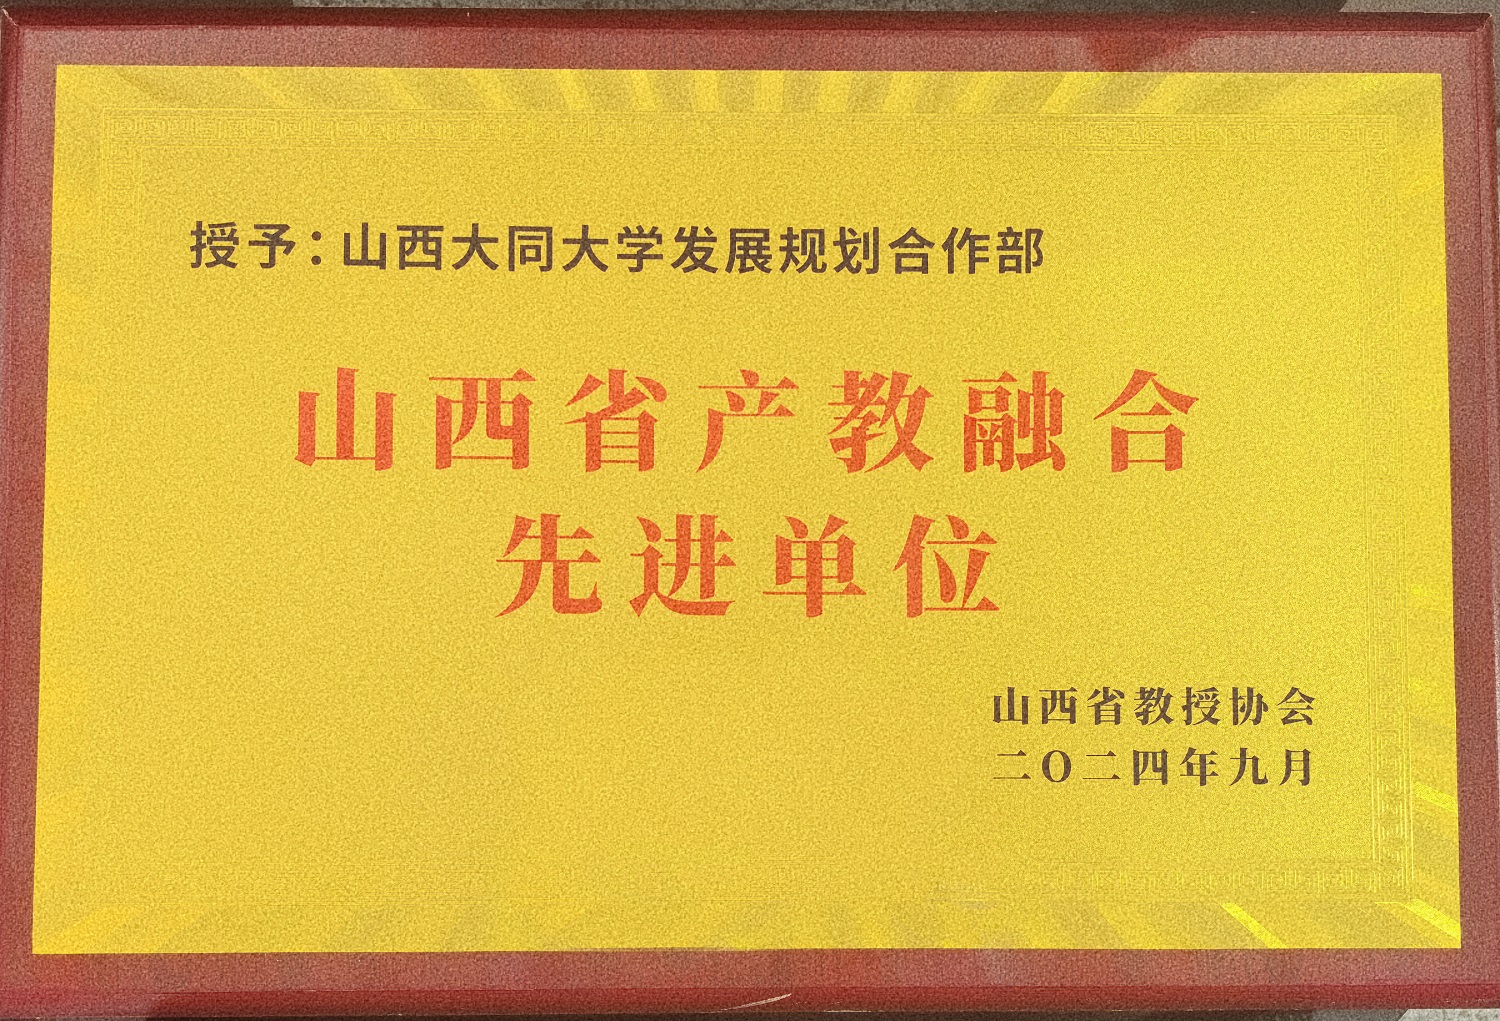 授予：山西大同大学发展规划合作部
山西省产教融合
先进单位
山西省教授协会
二〇二四年九月